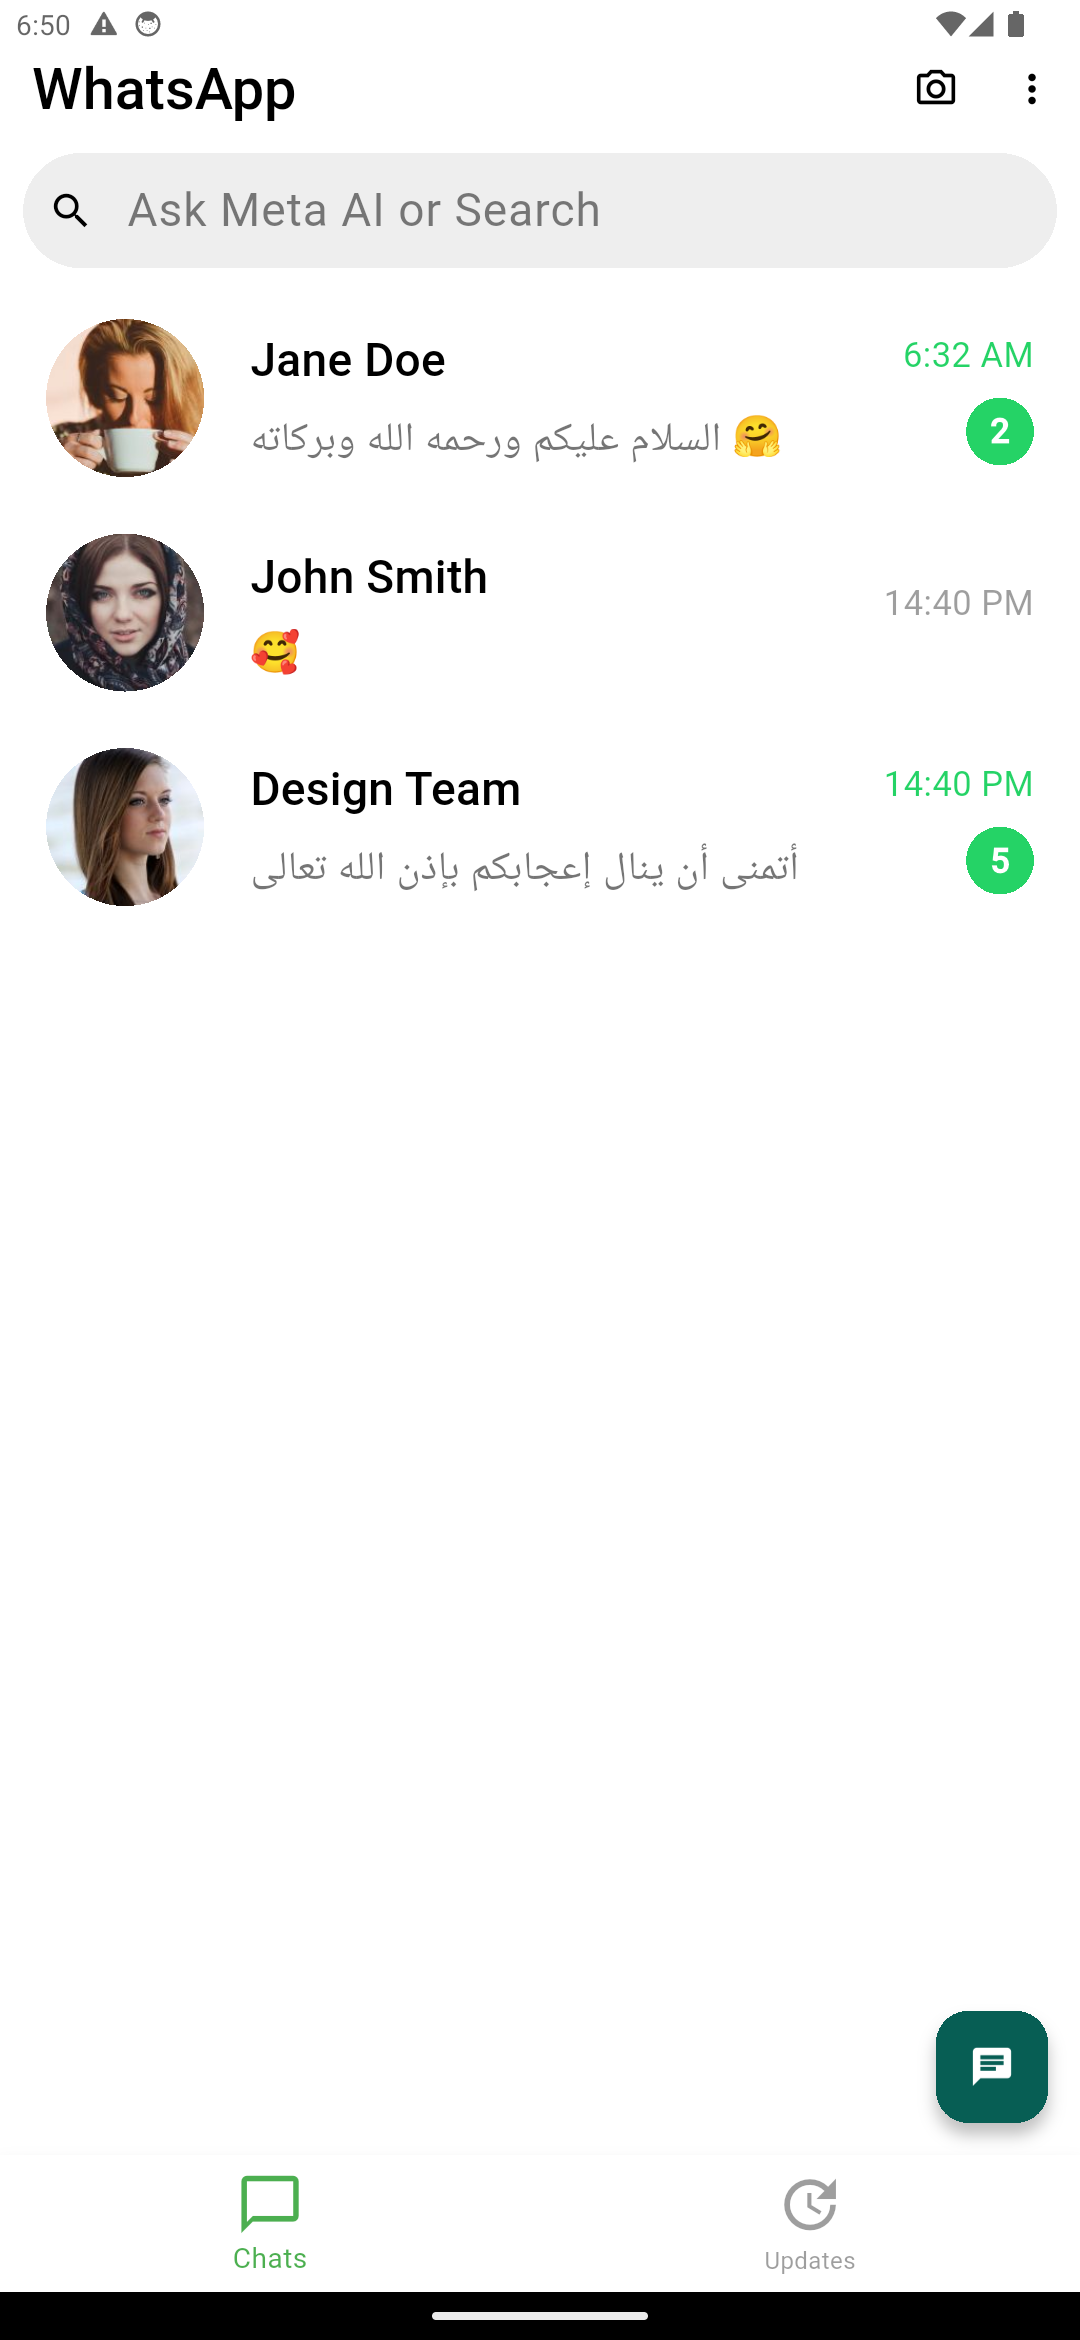 6:50
WhatsApp
Ask Meta AI or Search
Jane Doe
6:32 AM
السلام عليكم ورحمه الله وبركاته 🤗
2
John Smith
14:40 PM
🥰
Design Team
14:40 PM
أتمنى أن ينال إعجابكم بإذن الله تعالى
5
Chats
Updates